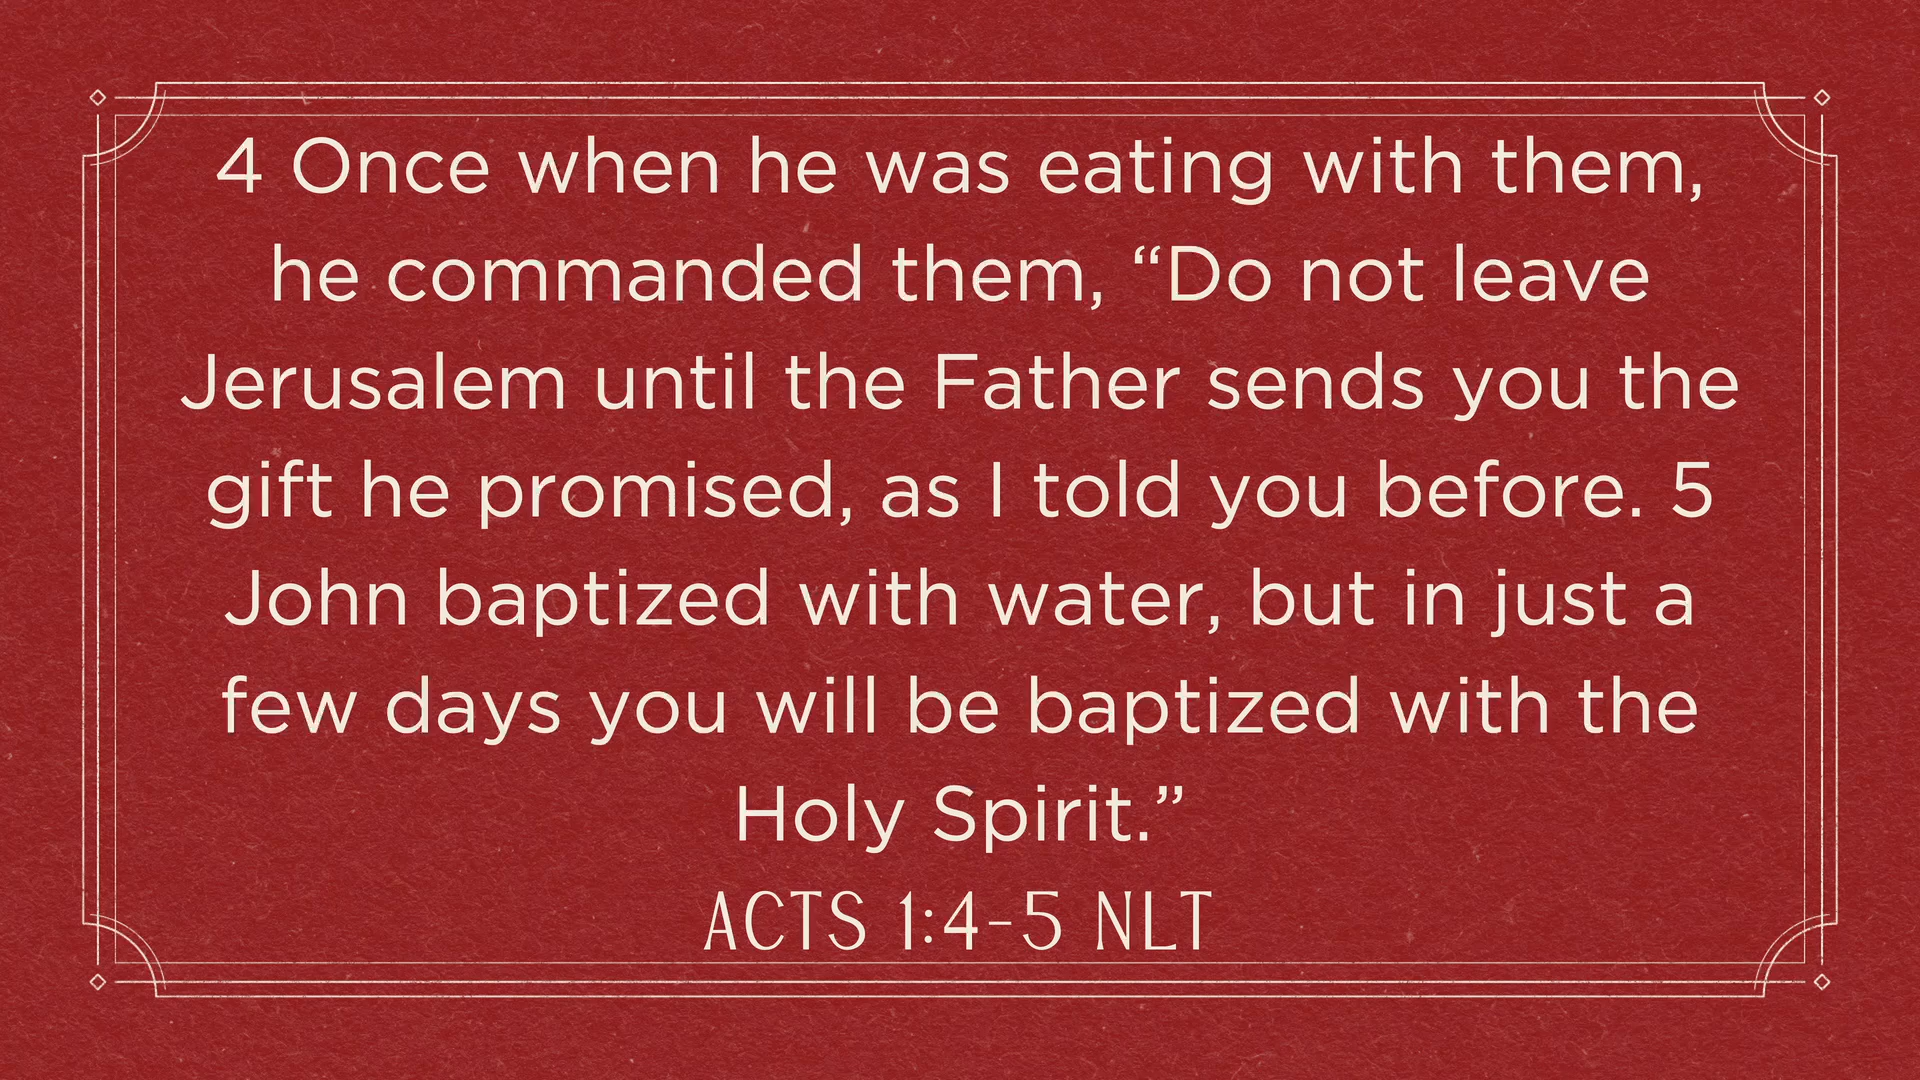 4 Once when he was eating with them,
he commanded them, “Do not leave
Jerusalem until the Father sends you the
gift he promised, as I told you before. 5
John baptized with water, but in just a
few days you will be baptized with the
Holy Spirit.”
ACTS 1:4-5 NLT